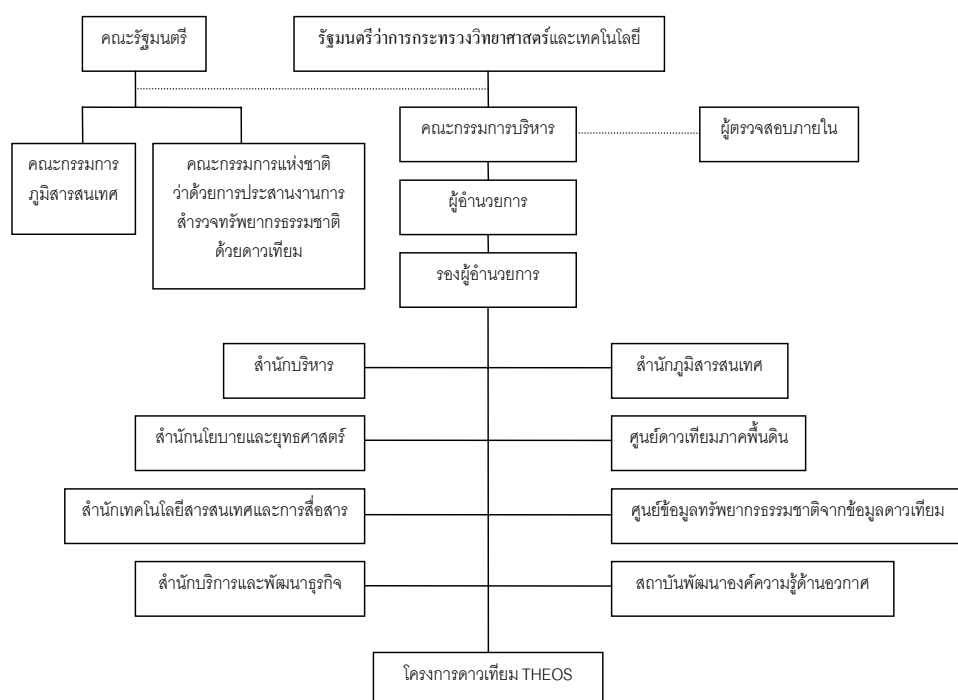 คณะรัฐมนตรี
รัฐมนตรีว่าการกระทรวงวิทยาศาสตร์และเทคโนโลยี
คณะกรรมการบริหาร
ผู้ตรวจสอบภายใน
คณะกรรมการ
ภูมิสารสนเทศ
คณะกรรมการแห่งชาติ
ว่าด้วยการประสานงานการ
สำรวจทรัพยากรธรรมชาติ
ด้วยดาวเทียม
ผู้อำนวยการ
รองผู้อำนวยการ
สำนักบริหาร
สำนักภูมิสารสนเทศ
สำนักนโยบายและยุทธศาสตร์
ศูนย์ดาวเทียมภาคพื้นดิน
สำนักเทคโนโลยีสารสนเทศและการสื่อสาร
ศูนย์ข้อมูลทรัพยากรธรรมชาติจากข้อมูลดาวเทียม
สำนักบริการและพัฒนาธุรกิจ
สถาบันพัฒนาองค์ความรู้ด้านอวกาศ
โครงการดาวเทียม THEOS